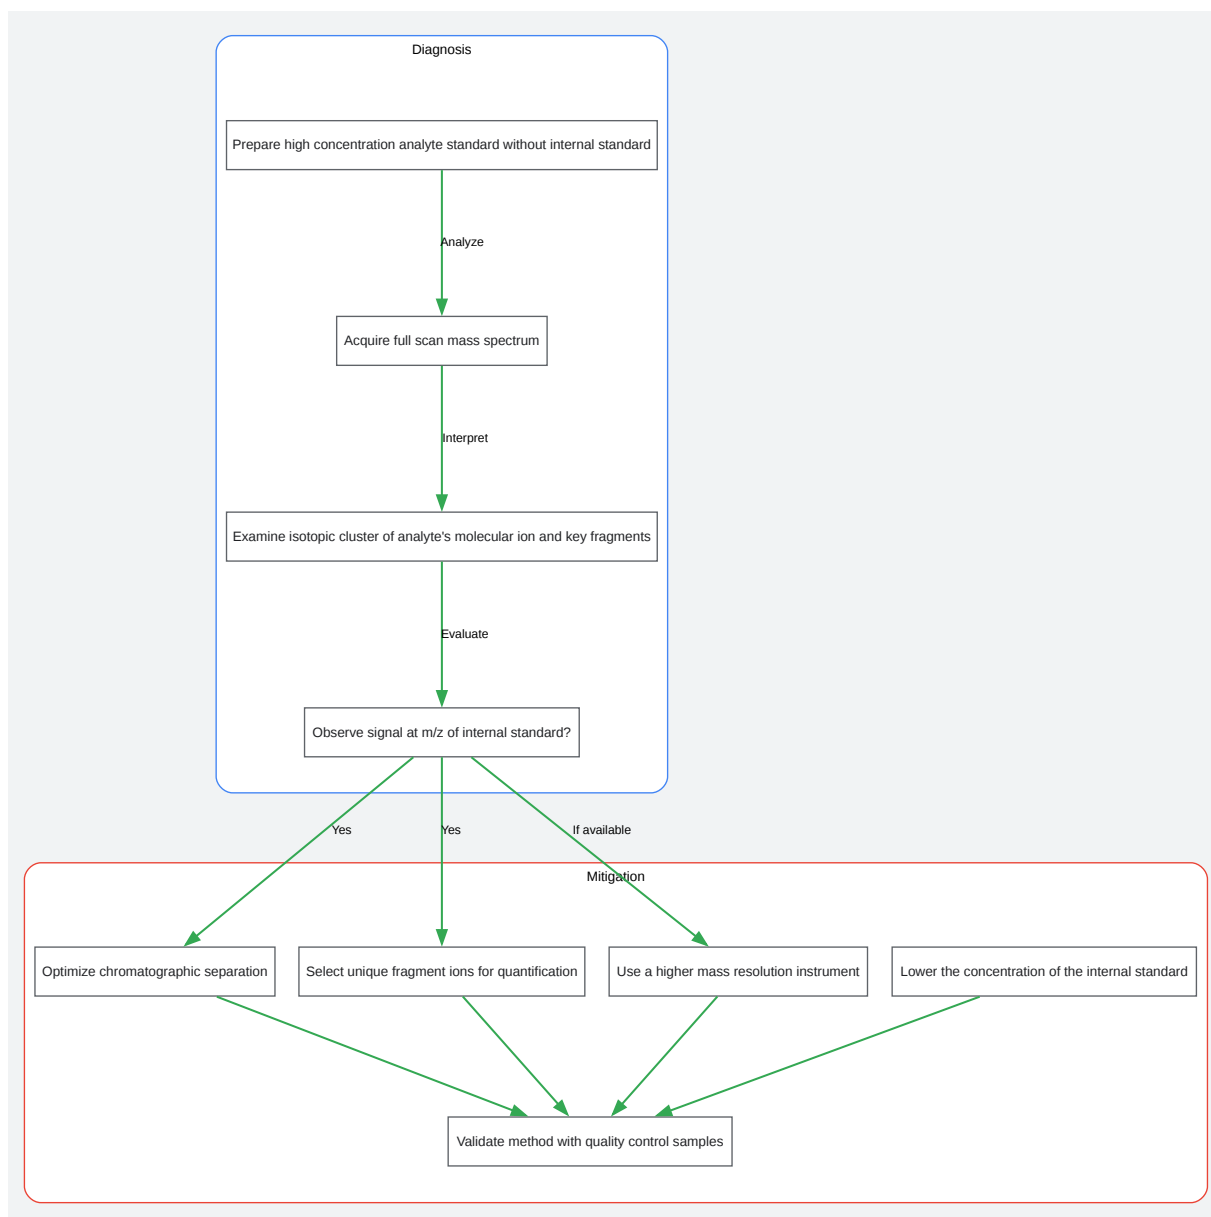 Diagnosis
Prepare high concentration analyte standard without internal standard
Analyze
Acquire full scan mass spectrum
Interpret
Examine isotopic cluster of analyte's molecular ion and key fragments
Evaluate
Observe signal at m/z of internal standard?
Yes
Yes
If available
Mitigation
Optimize chromatographic separation
Select unique fragment ions for quantification
Use a higher mass resolution instrument
Lower the concentration of the internal standard
Validate method with quality control samples